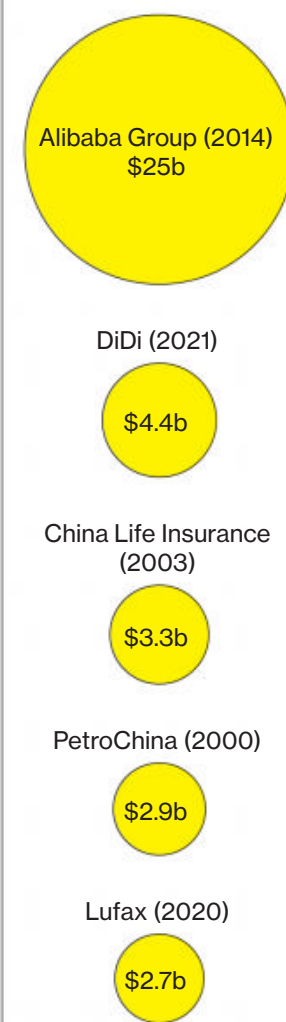 Alibaba Group (2014)
$25b
DiDi (2021)
$4.4b
China Life Insurance
(2003)
$3.3b
PetroChina (2000)
$2.9b
Lufax (2020)
$2.7b